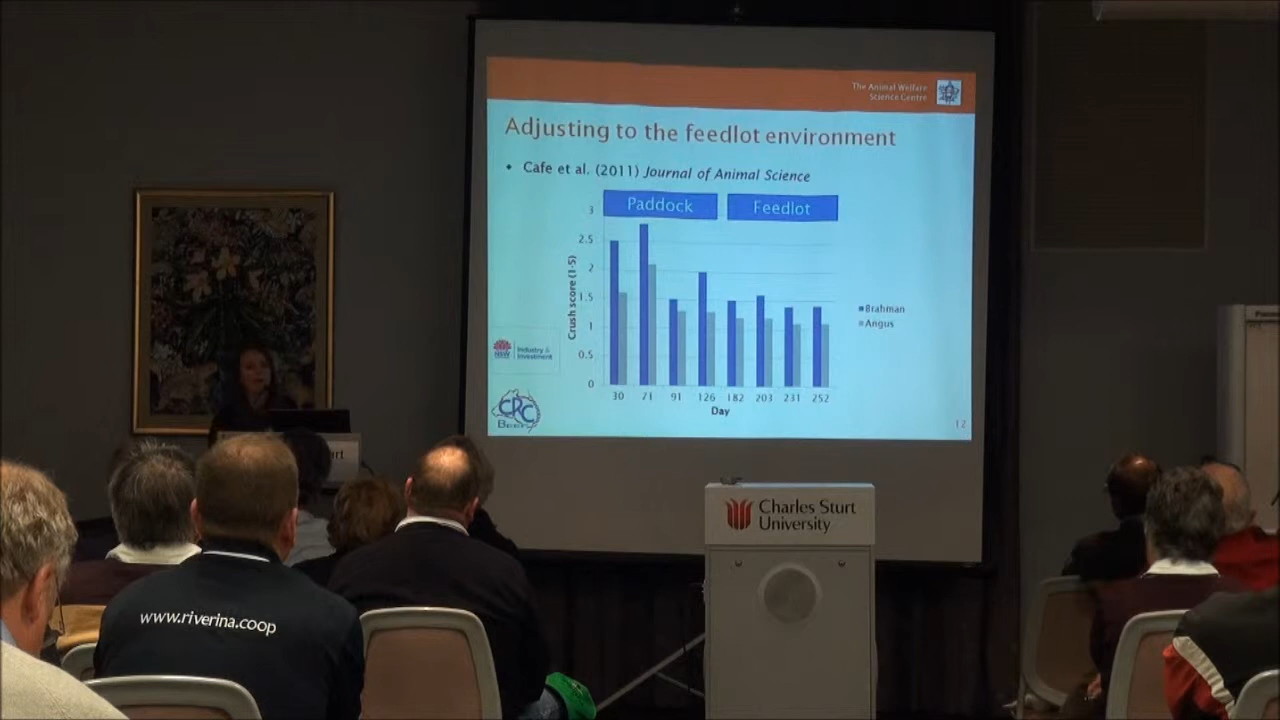 The Animal Welfare
Science Centre
Adjusting to the feedlot environment
• Cafe et al. (2011) Journal of Animal Science
Paddock
Feedlot
3
2.5
2
1.5
1
0.5
0
Crush score (1-5)
30 71 91 126 182 203 231 252
Day
Brahman
Angus
NSW
Industry &
Investment
CRC
12
Charles Sturt
University
www.riverina.coop